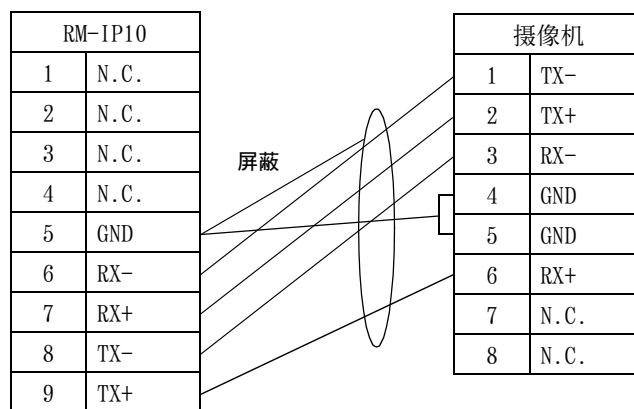 RM-IP10
1 N.C.
2 N.C.
3 N.C.
4 N.C.
5 GND
6 RX-
7 RX+
8 TX-
9 TX+
屏蔽
摄像机
1 TX-
2 TX+
3 RX-
4 GND
5 GND
6 RX+
7 N.C.
8 N.C.